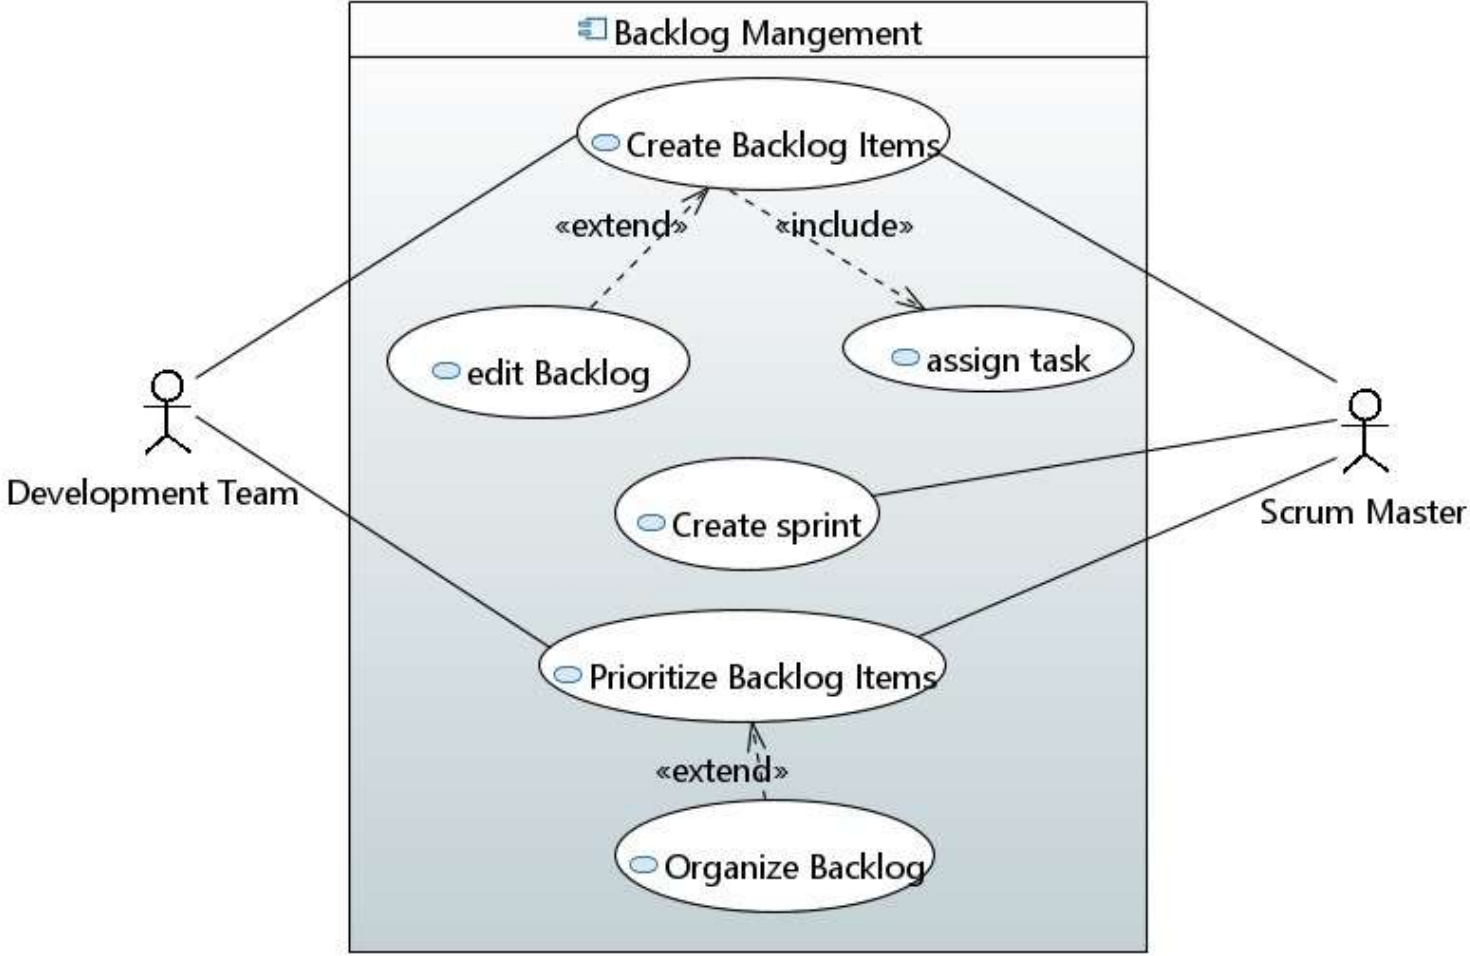 Backlog Mangement
Create Backlog Items
«extend»
«include»
edit Backlog
assign task
Development Team
Scrum Master
Create sprint
Prioritize Backlog Items
«extend»
Organize Backlog